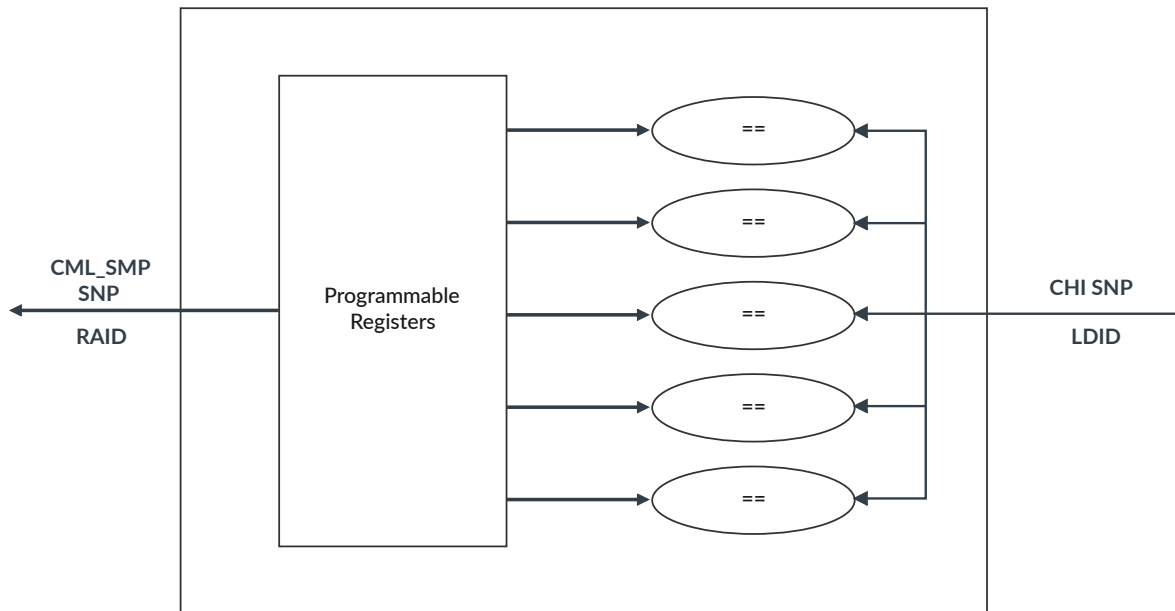 ==
==
CML_SMP
SNP
RAID
Programmable
Registers
==
CHI SNP
LDID
==
==